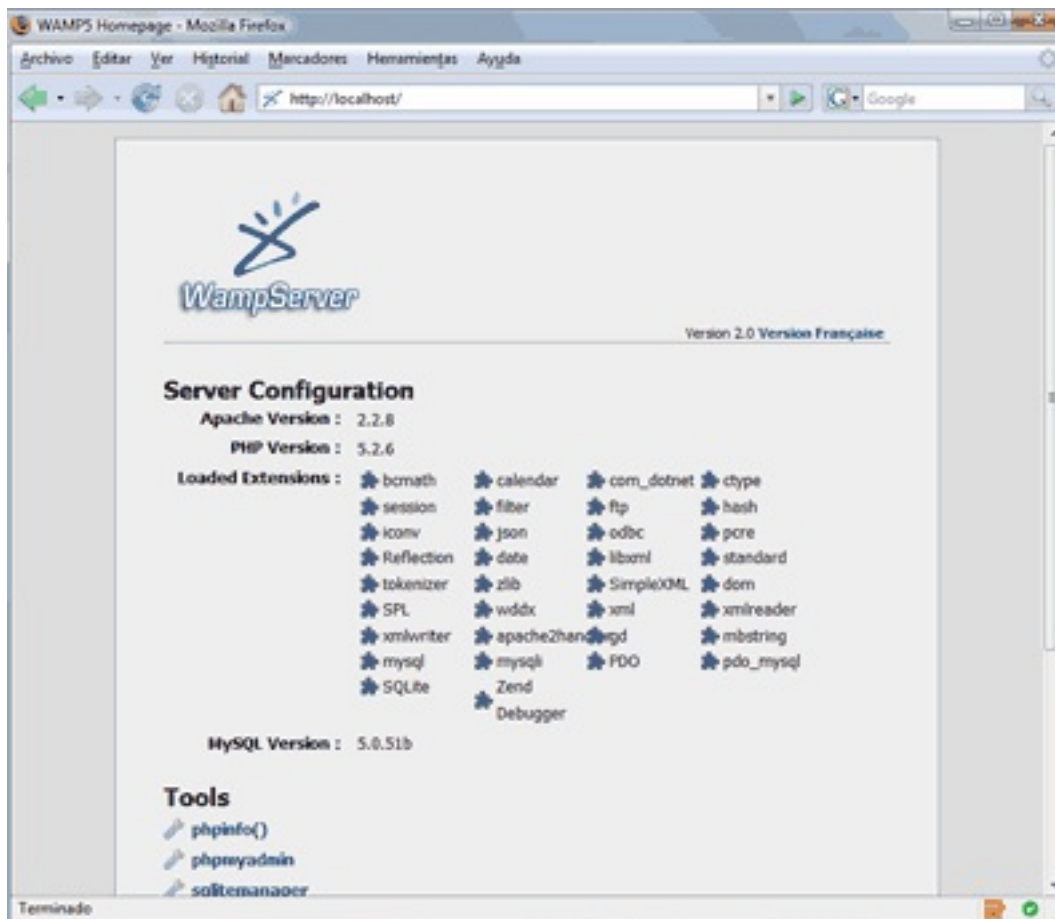 WAMP5 Homepage - Mozilla Firefox
Archivo Editar Ver Historial Marcadores Herramientas Ayuda
http://localhost/ Google
WampServer
Version 2.0 Version Française
Server Configuration
Apache Version : 2.2.8
PHP Version : 5.2.6
Loaded Extensions : bcmath calendar com_dotnet ctype
session filter ftp hash
iconv json odbc pcre
Reflection date libxml standard
tokenizer zlib SimpleXML dom
SPL wddx xml xmlreader
xmlwriter apache2handler gd mbstring
mysql mysqli PDO pdo_mysql
SQLite Zend Debugger
MySQL Version : 5.0.51b
Tools
phpinfo()
phpmyadmin
sqlitemanager
Terminado